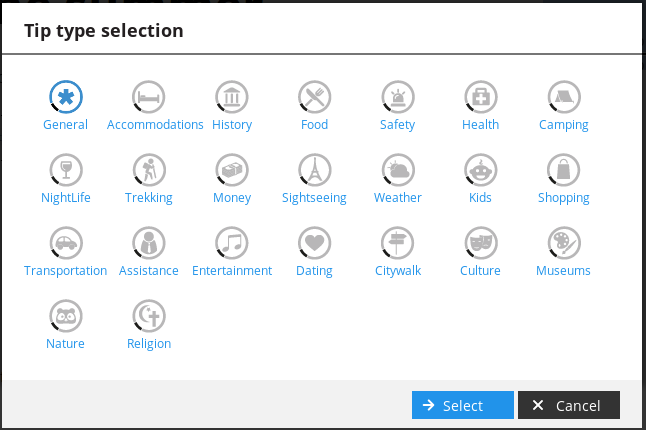 Tip type selection
General Accommodations History Food Safety Health Camping
NightLife Trekking Money Sightseeing Weather Kids Shopping
Transportation Assistance Entertainment Dating Citywalk Culture Museums
Nature Religion
Select Cancel